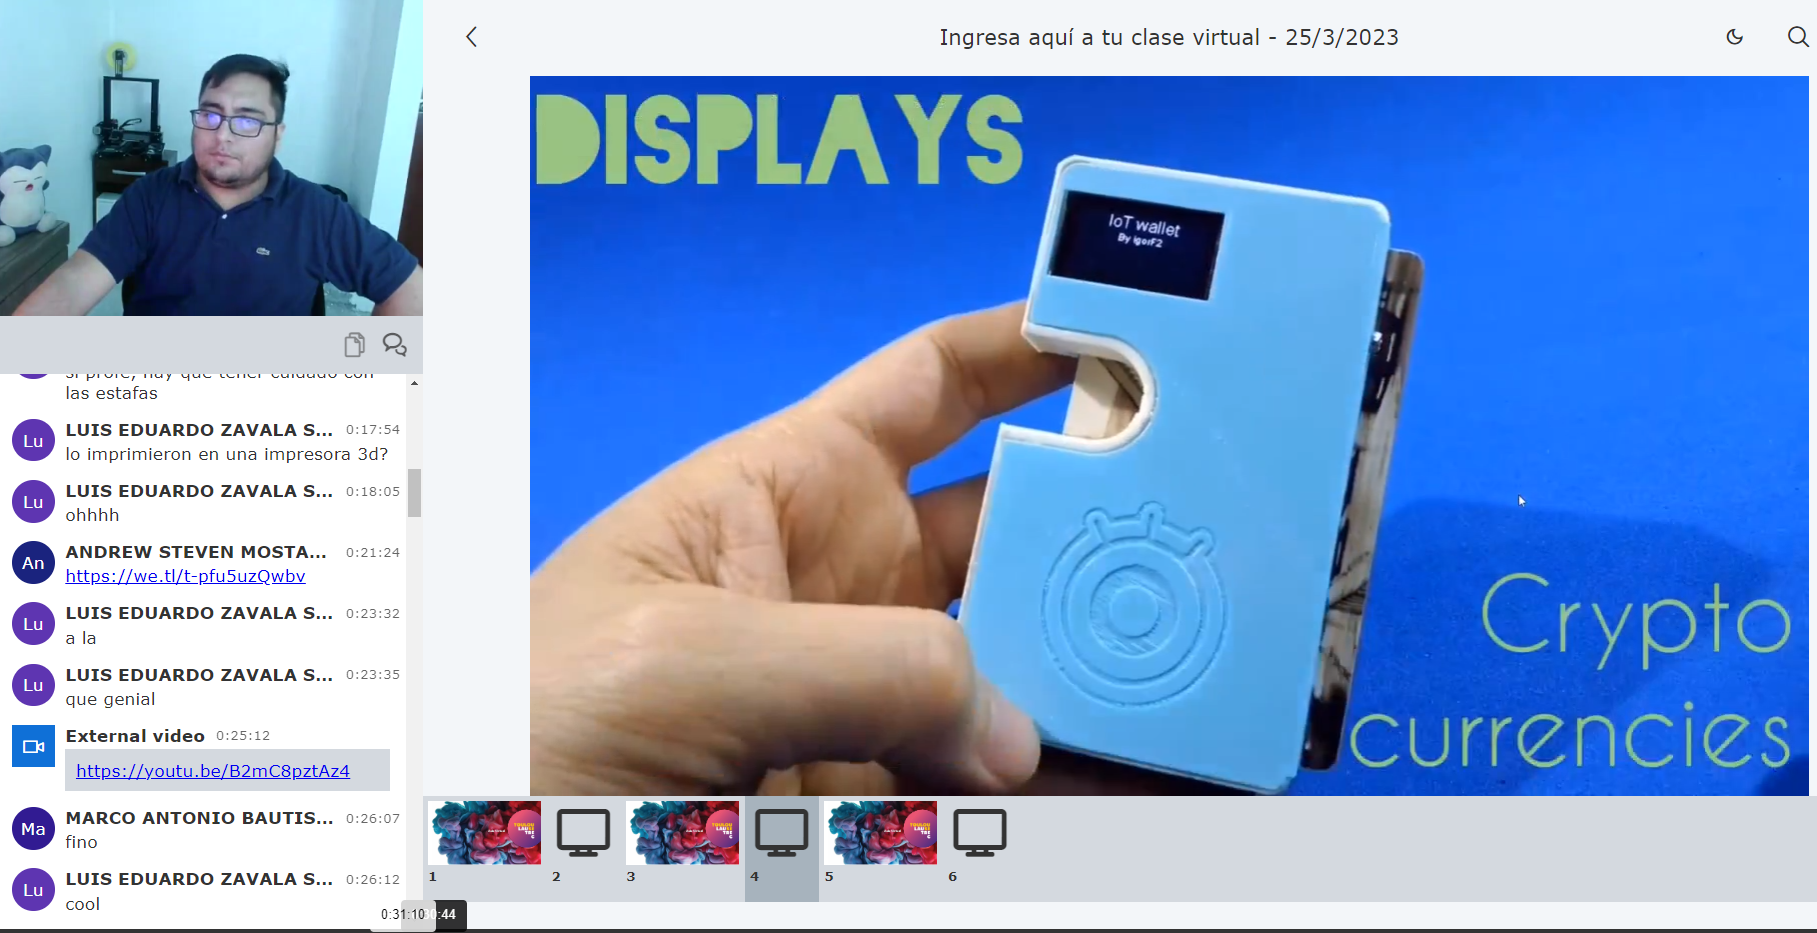 Ingresa aquí a tu clase virtual - 25/3/2023
DISPLAYS
IoT wallet
By IgorF2
Crypto
currencies
si profe, hay que tener cuidado con
las estafas
Lu
LUIS EDUARDO ZAVALA S... 0:17:54
lo imprimieron en una impresora 3d?
Lu
LUIS EDUARDO ZAVALA S... 0:18:05
ohhhh
An
ANDREW STEVEN MOSTA... 0:21:24
https://we.tl/t-pfu5uzQwbv
Lu
LUIS EDUARDO ZAVALA S... 0:23:32
a la
Lu
LUIS EDUARDO ZAVALA S... 0:23:35
que genial
External video 0:25:12
https://youtu.be/B2mC8pztAz4
Ma
MARCO ANTONIO BAUTIS... 0:26:07
fino
Lu
LUIS EDUARDO ZAVALA S... 0:26:12
cool
1 2 3 4 5 6
0:31:10